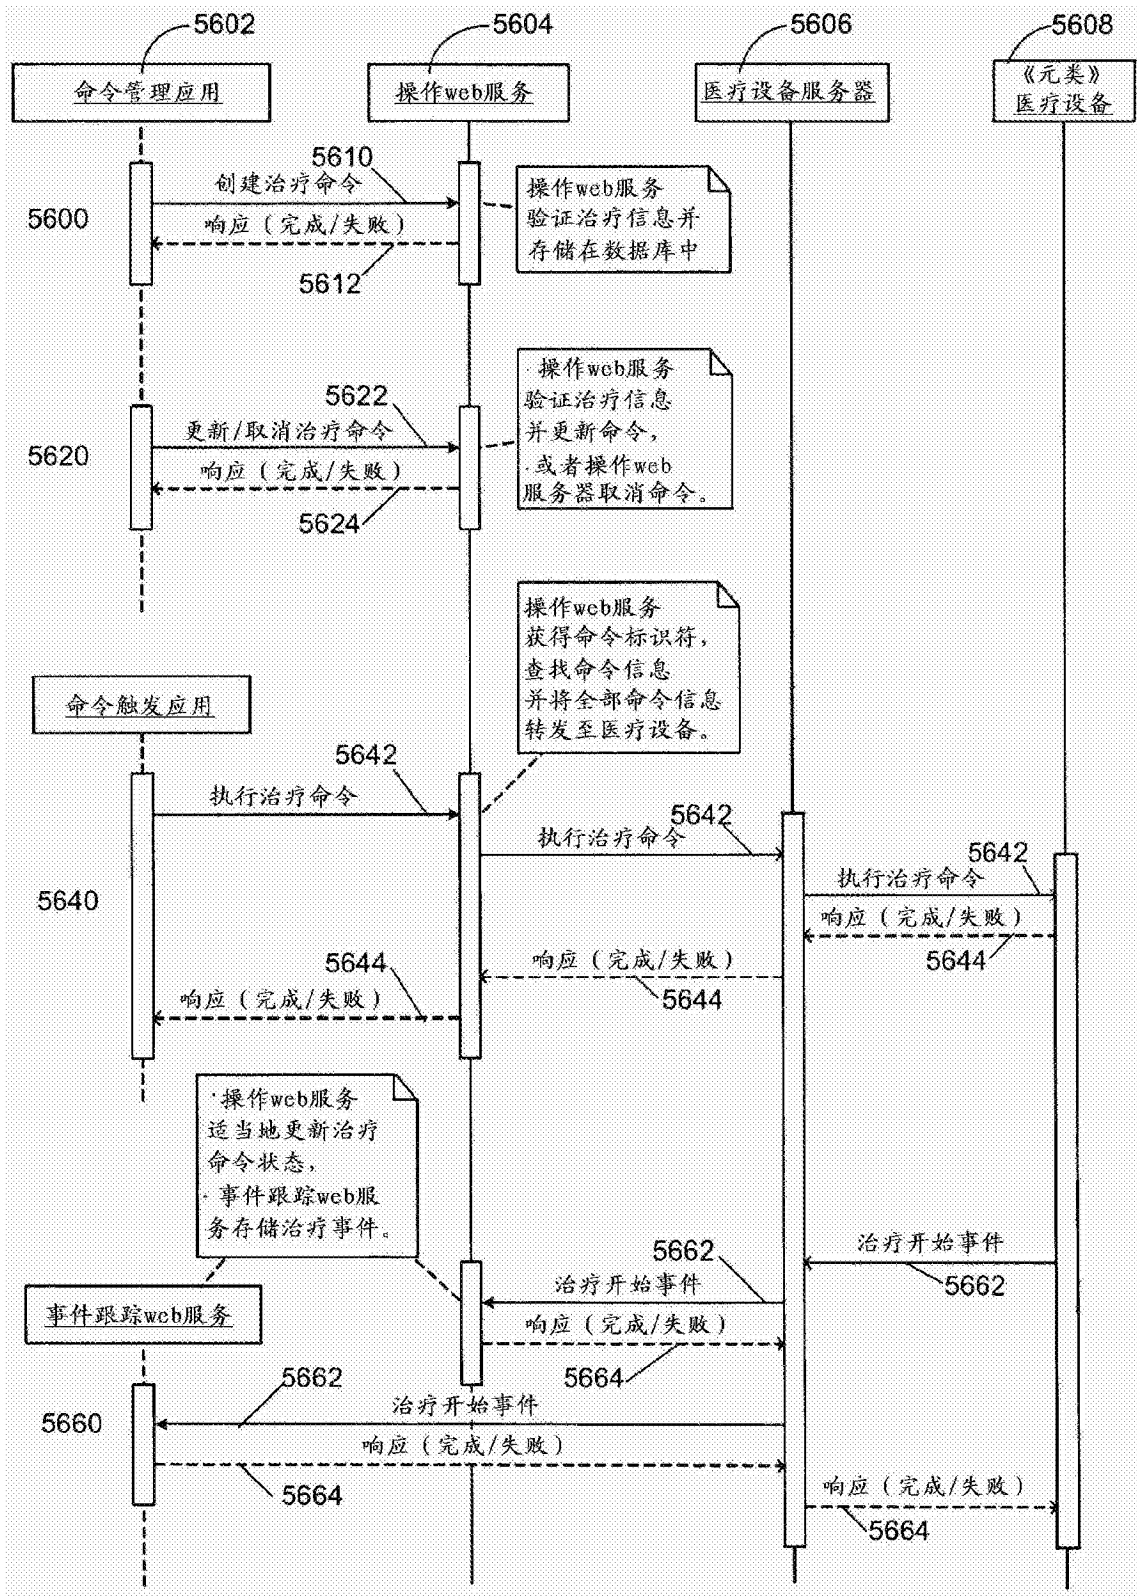 5602
5604
5606
5608
命令管理应用
操作web服务
医疗设备服务器
《元类》
医疗设备
5600
5610
创建治疗命令
响应（完成/失败）
5612
操作web服务
验证治疗信息并
存储在数据库中
5620
5622
更新/取消治疗命令
响应（完成/失败）
5624
·操作web服务
验证治疗信息
并更新命令，
·或者操作web
服务器取消命令。
操作web服务
获得命令标识符，
查找命令信息
并将全部命令信息
转发至医疗设备。
命令触发应用
5640
5642
执行治疗命令
5642
执行治疗命令
5642
执行治疗命令
响应（完成/失败）
5644
响应（完成/失败）
5644
5644
响应（完成/失败）
·操作web服务
适当地更新治疗
命令状态，
·事件跟踪web服
务存储治疗事件。
治疗开始事件
5662
5662
治疗开始事件
响应（完成/失败）
5664
事件跟踪web服务
5660
5662
治疗开始事件
响应（完成/失败）
5664
响应（完成/失败）
5664